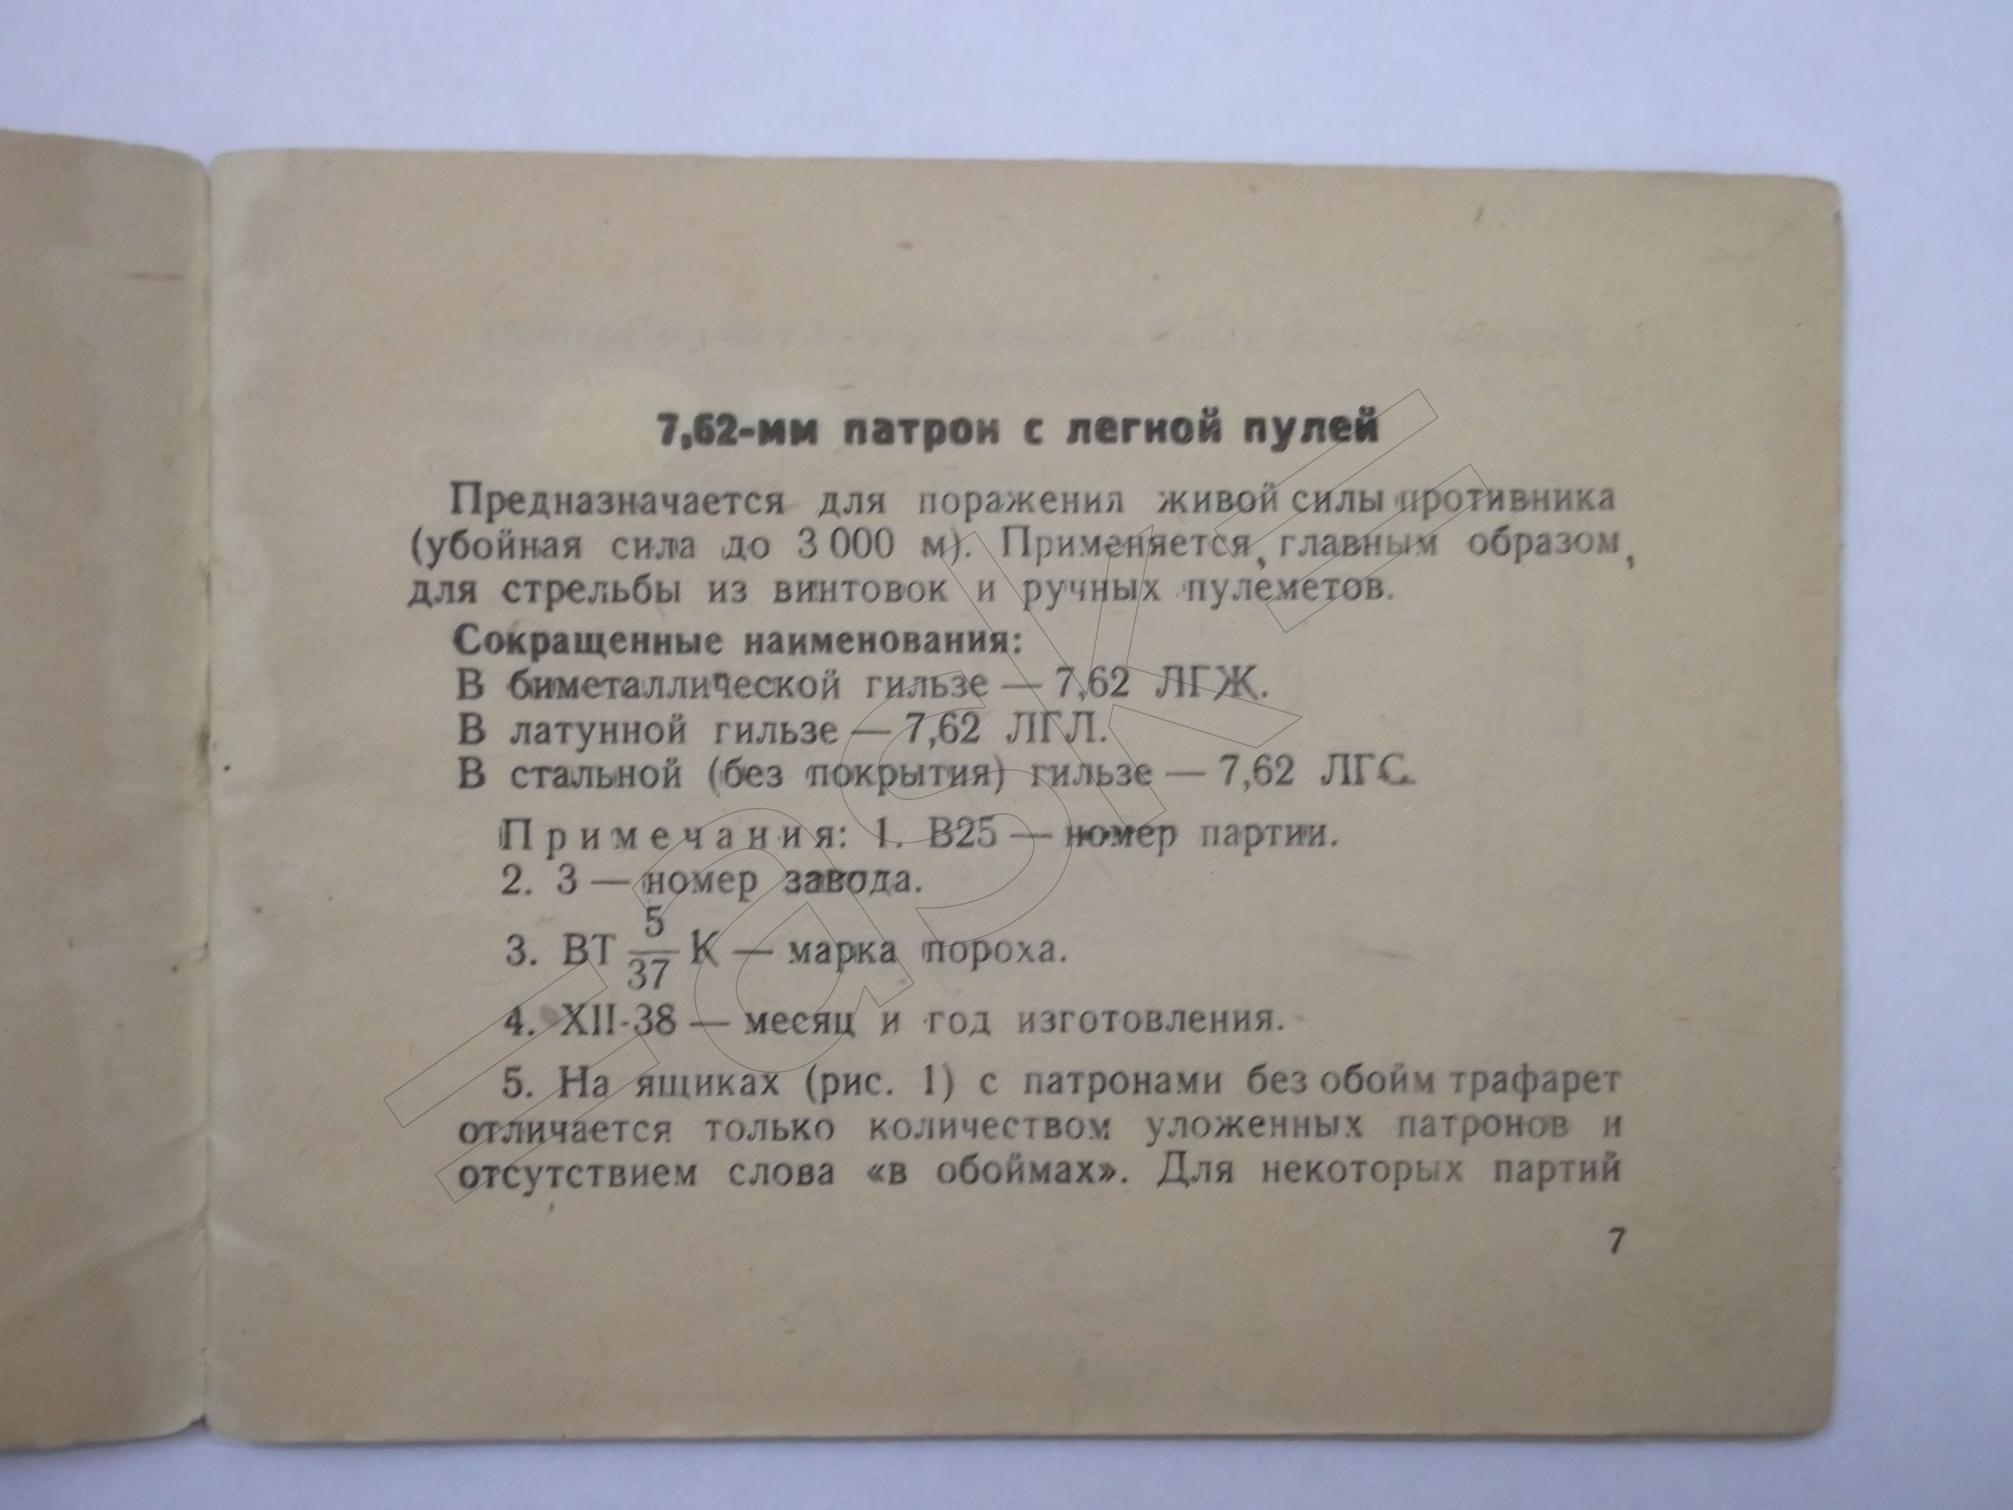 7,62-мм патрон с легкой пулей
Предназначается для поражения живой силы противника
(убойная сила до 3 000 м). Применяется, главным образом,
для стрельбы из винтовок и ручных пулеметов.
Сокращенные наименования:
В биметаллической гильзе — 7,62 ЛГЖ.
В латунной гильзе — 7,62 ЛГЛ.
В стальной (без покрытия) гильзе — 7,62 ЛГС.
Примечания: 1. В25 — номер партии.
2. 3 — номер завода.
3. ВТ 5/37 К — марка пороха.
4. XII-38 — месяц и год изготовления.
5. На ящиках (рис. 1) с патронами без обойм трафарет
отличается только количеством уложенных патронов и
отсутствием слова «в обоймах». Для некоторых партий
7